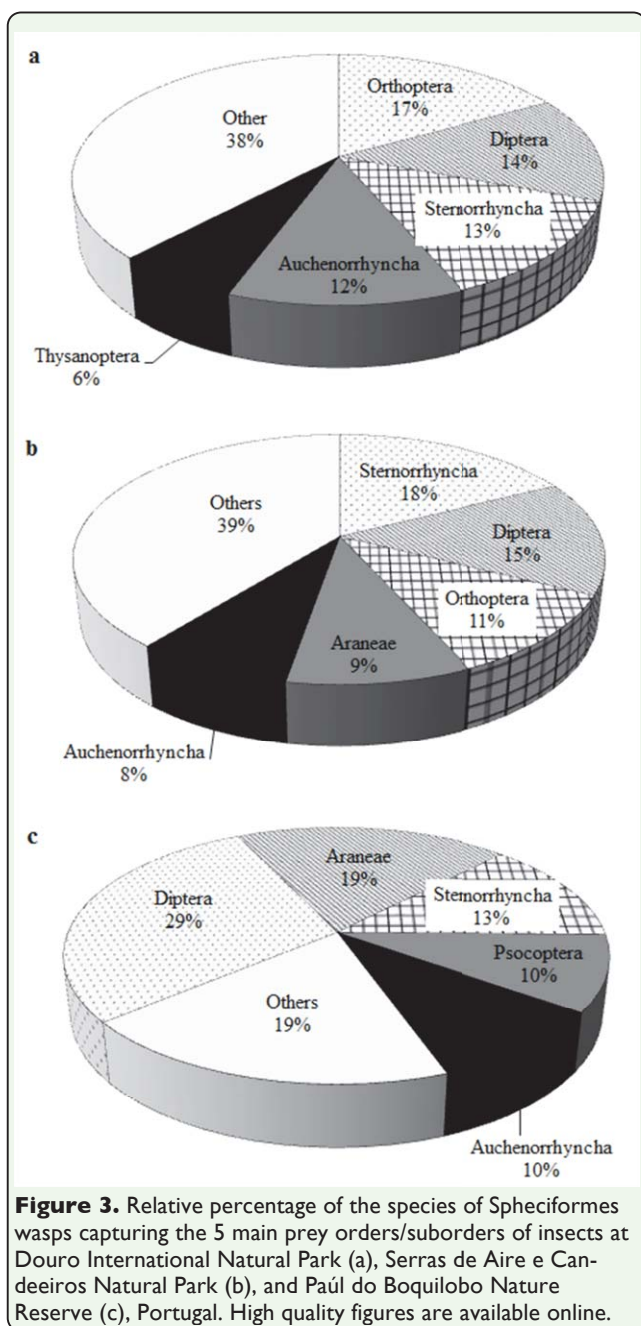 a
Orthoptera
17%
Diptera
14%
Sternorrhyncha
13%
Auchenorrhyncha
12%
Thysanoptera
6%
Other
38%
b
Sternorrhyncha
18%
Diptera
15%
Orthoptera
11%
Araneae
9%
Auchenorrhyncha
8%
Others
39%
c
Araneae
19%
Sternorrhyncha
13%
Psocoptera
10%
Auchenorrhyncha
10%
Others
19%
Diptera
29%
Figure 3. Relative percentage of the species of Spheciformes
wasps capturing the 5 main prey orders/suborders of insects at
Douro International Natural Park (a), Serras de Aire e Can-
deeiros Natural Park (b), and Paúl do Boquilobo Nature
Reserve (c), Portugal. High quality figures are available online.